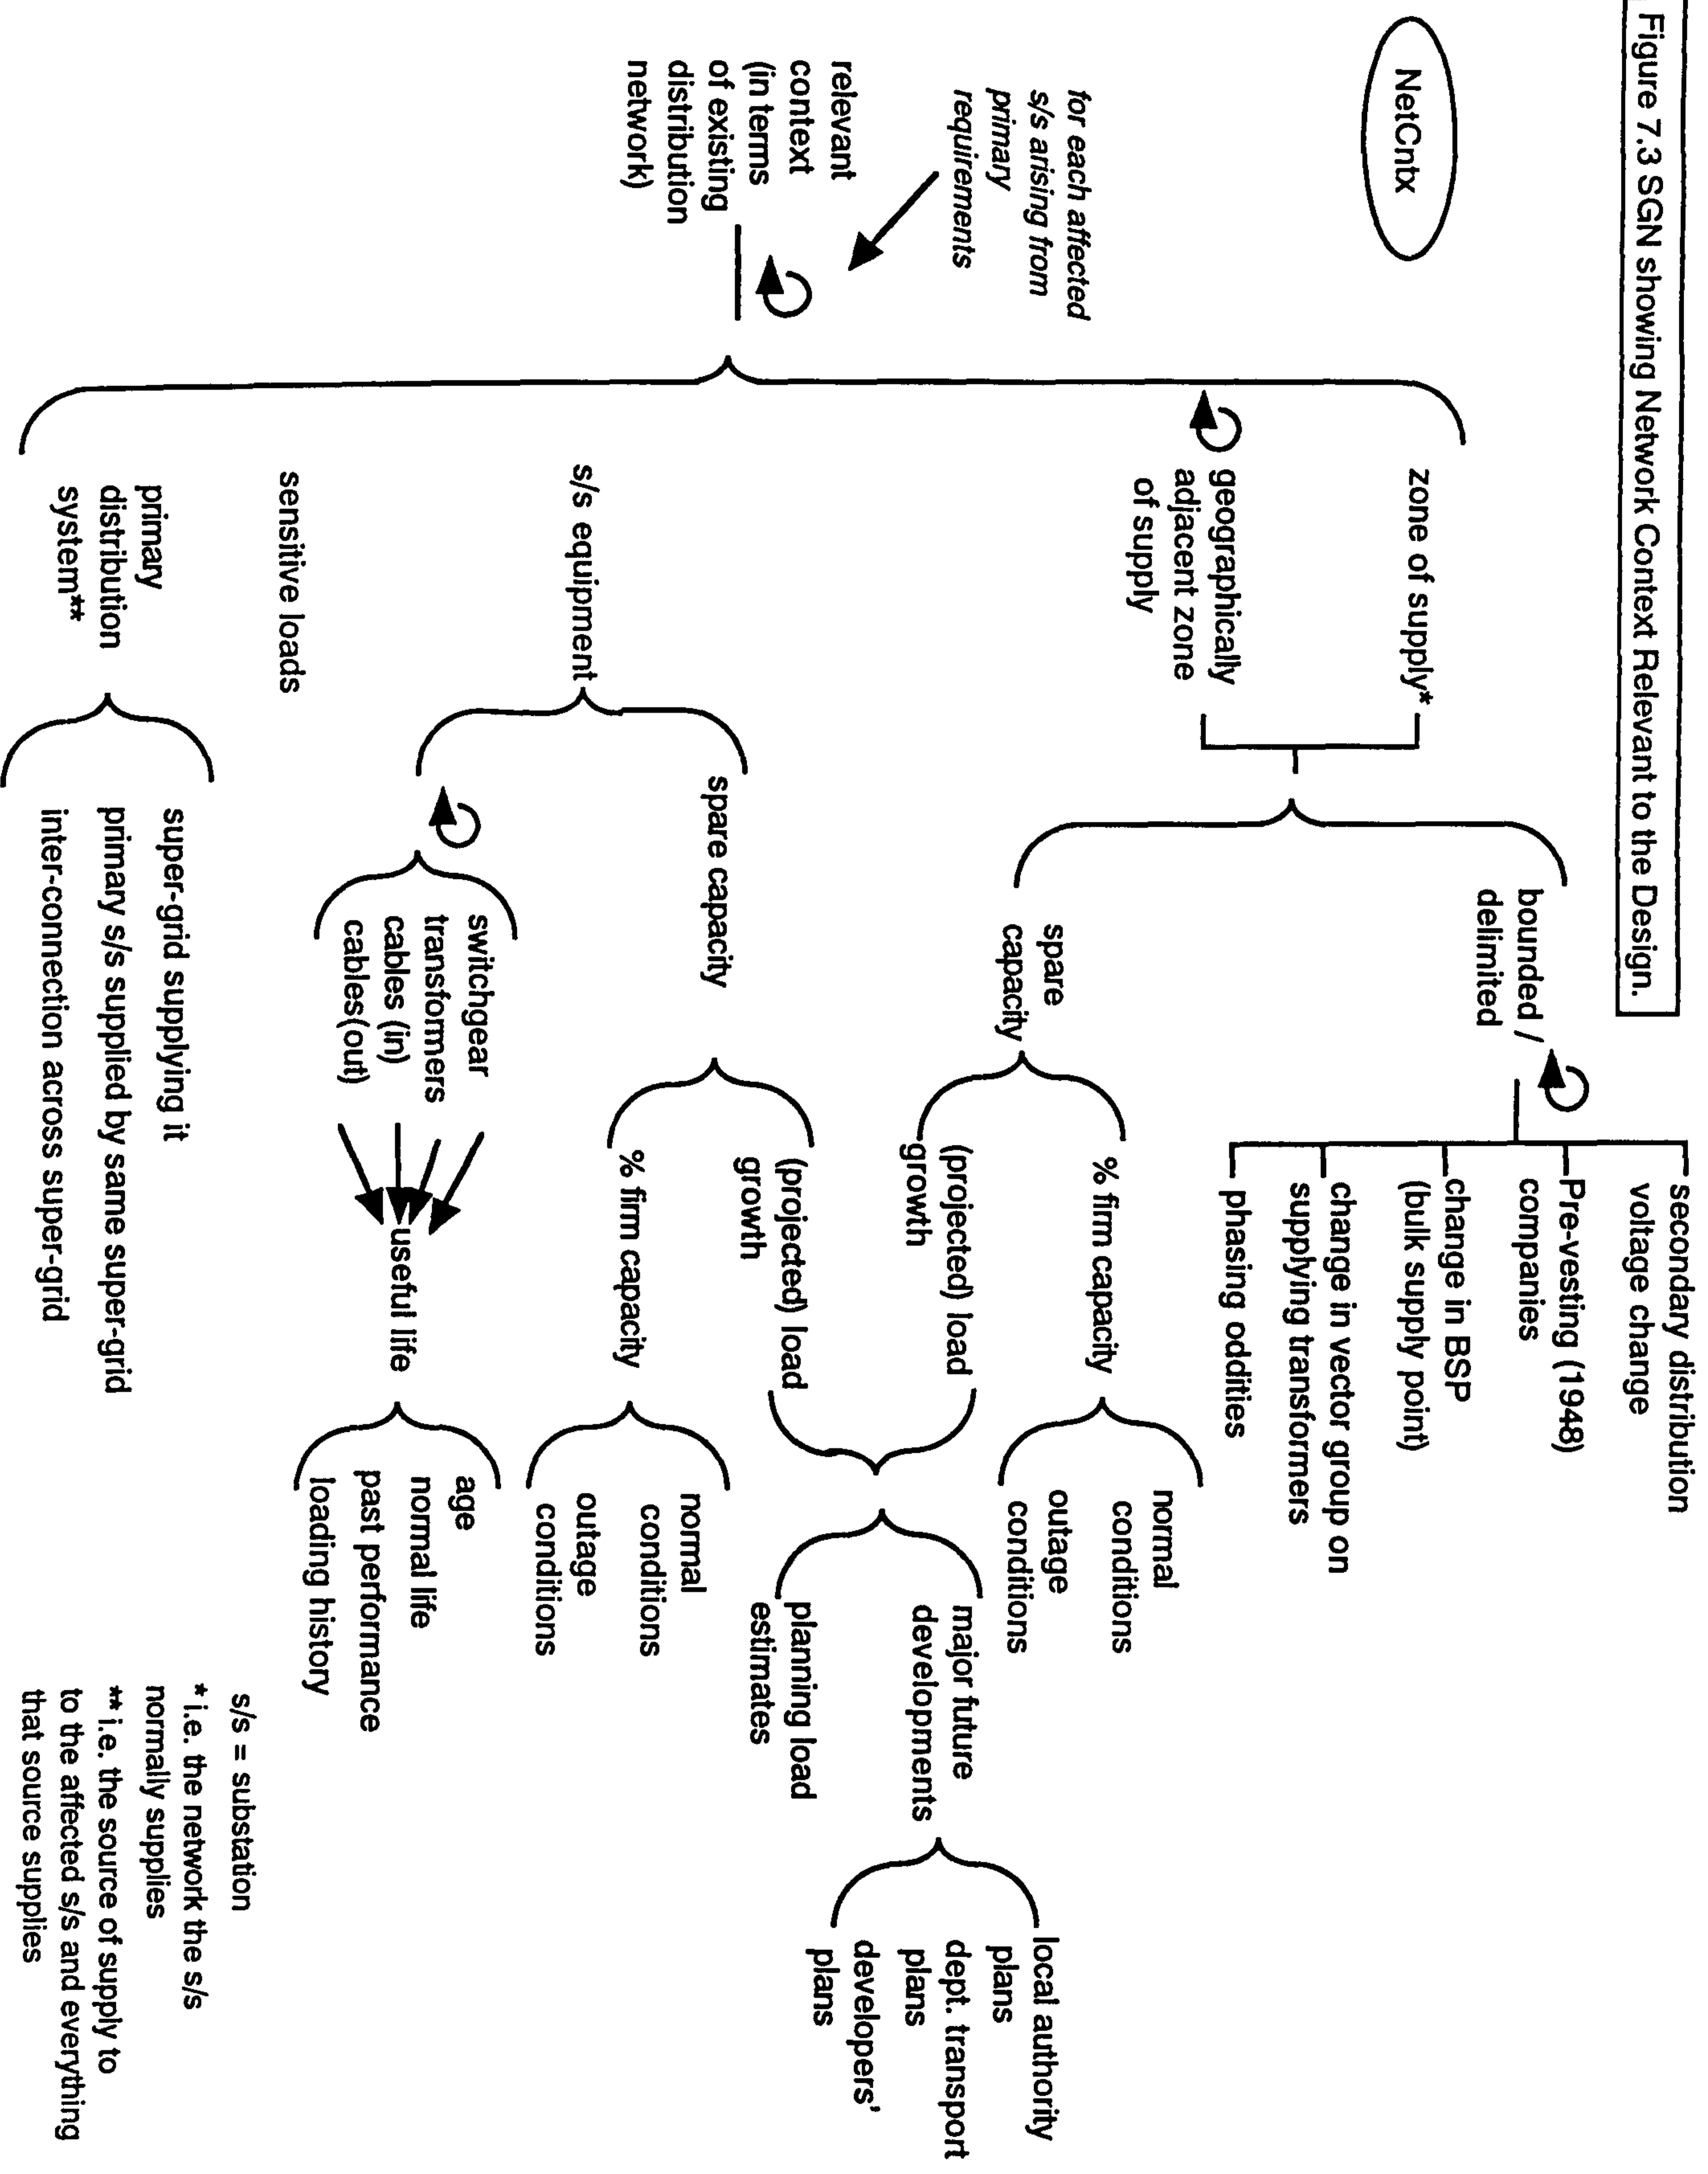 Figure 7.3 SGN showing Network Context Relevant to the Design.
NetCntx
for each affected
s/s arising from
primary
requirements
relevant
context
(in terms
of existing
distribution
network)
zone of supply*
geographically
adjacent zone
of supply
bounded /
delimited
secondary distribution
voltage change
Pre-vesting (1948)
companies
change in BSP
(bulk supply point)
change in vector group on
supplying transformers
phasing oddities
spare
capacity
% firm capacity
normal
conditions
outage
conditions
(projected) load
growth
s/s equipment
spare capacity
(projected) load
growth
major future
developments
local authority
plans
dept. transport
plans
developers'
plans
planning load
estimates
% firm capacity
normal
conditions
outage
conditions
switchgear
transformers
cables (in)
cables(out)
useful life
age
normal life
past performance
loading history
sensitive loads
primary
distribution
system**
super-grid supplying it
primary s/s supplied by same super-grid
inter-connection across super-grid
s/s = substation
* i.e. the network the s/s
normally supplies
** i.e. the source of supply to
to the affected s/s and everything
that source supplies